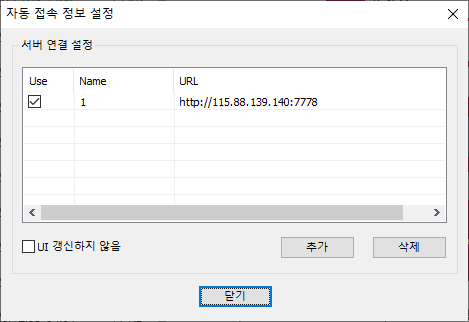 자동 접속 정보 설정
서버 연결 설정
Use Name URL
1 http://115.88.139.140:7778
UI 갱신하지 않음 추가 삭제
닫기